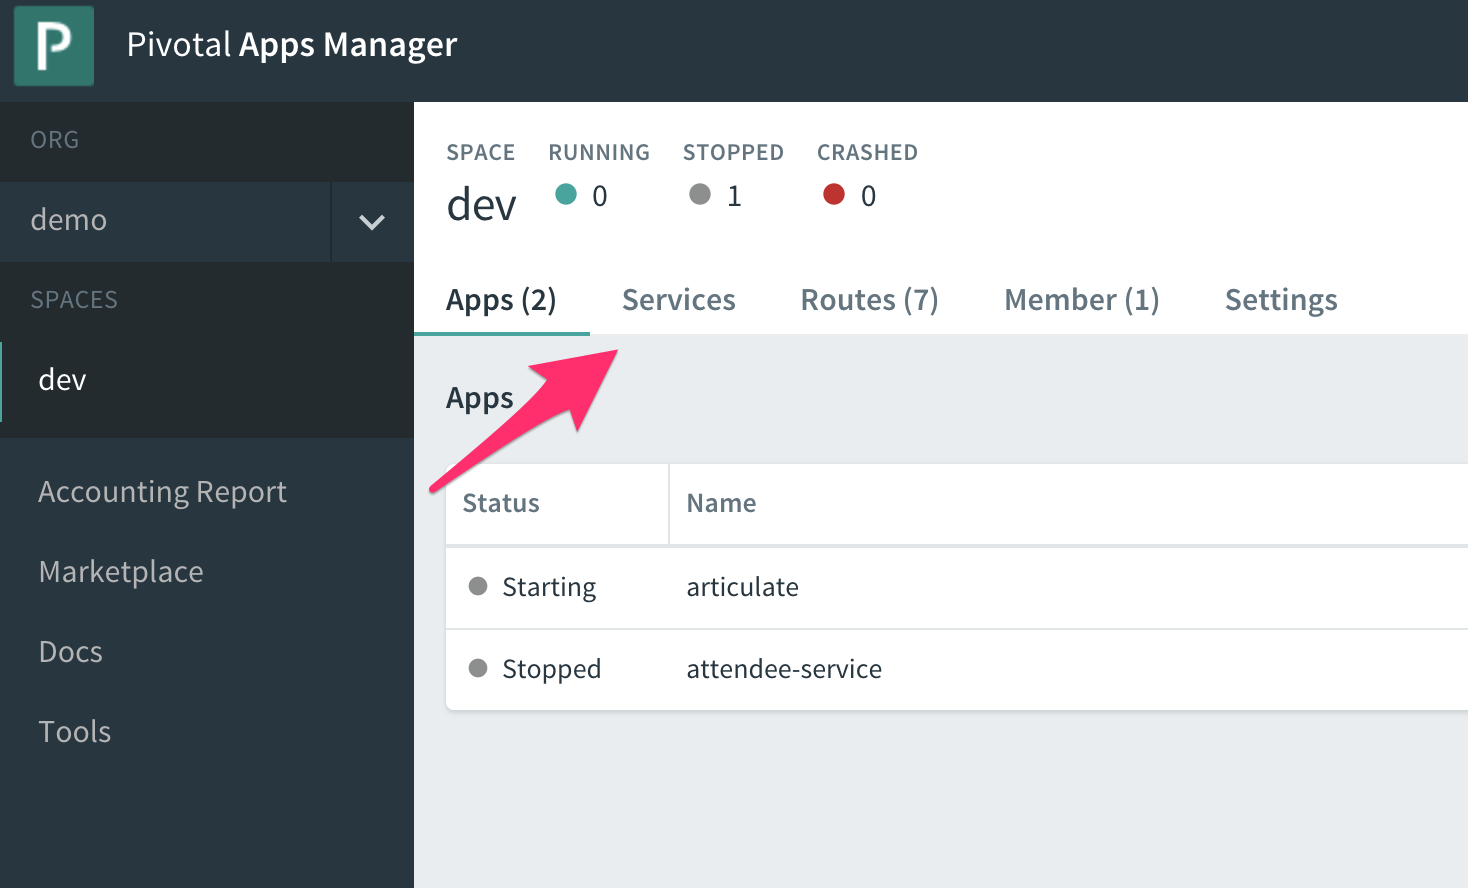 P
Pivotal Apps Manager
ORG
demo
SPACES
dev
Accounting Report
Marketplace
Docs
Tools
SPACE RUNNING STOPPED CRASHED
dev 0 1 0
Apps (2) Services Routes (7) Member (1) Settings
Apps
Status Name
Starting articulate
Stopped attendee-service